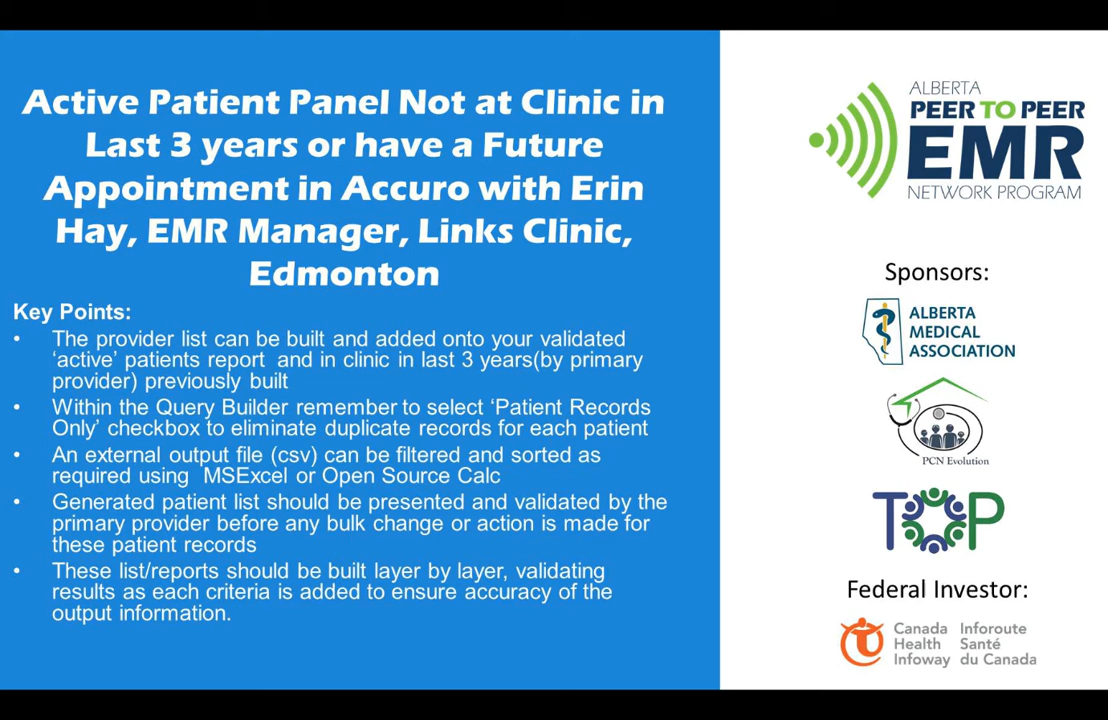 Active Patient Panel Not at Clinic in
Last 3 years or have a Future
Appointment in Accuro with Erin
Hay, EMR Manager, Links Clinic,
Edmonton
Key Points:
• The provider list can be built and added onto your validated
‘active’ patients report and in clinic in last 3 years(by primary
provider) previously built
• Within the Query Builder remember to select ‘Patient Records
Only’ checkbox to eliminate duplicate records for each patient
• An external output file (csv) can be filtered and sorted as
required using MSExcel or Open Source Calc
• Generated patient list should be presented and validated by the
primary provider before any bulk change or action is made for
these patient records
• These list/reports should be built layer by layer, validating
results as each criteria is added to ensure accuracy of the
output information.
ALBERTA
PEER TO PEER
EMR
NETWORK PROGRAM
Sponsors:
ALBERTA
MEDICAL
ASSOCIATION
PCN Evolution
TOP
Federal Investor:
Canada Health Infoway
Inforoute Santé du Canada